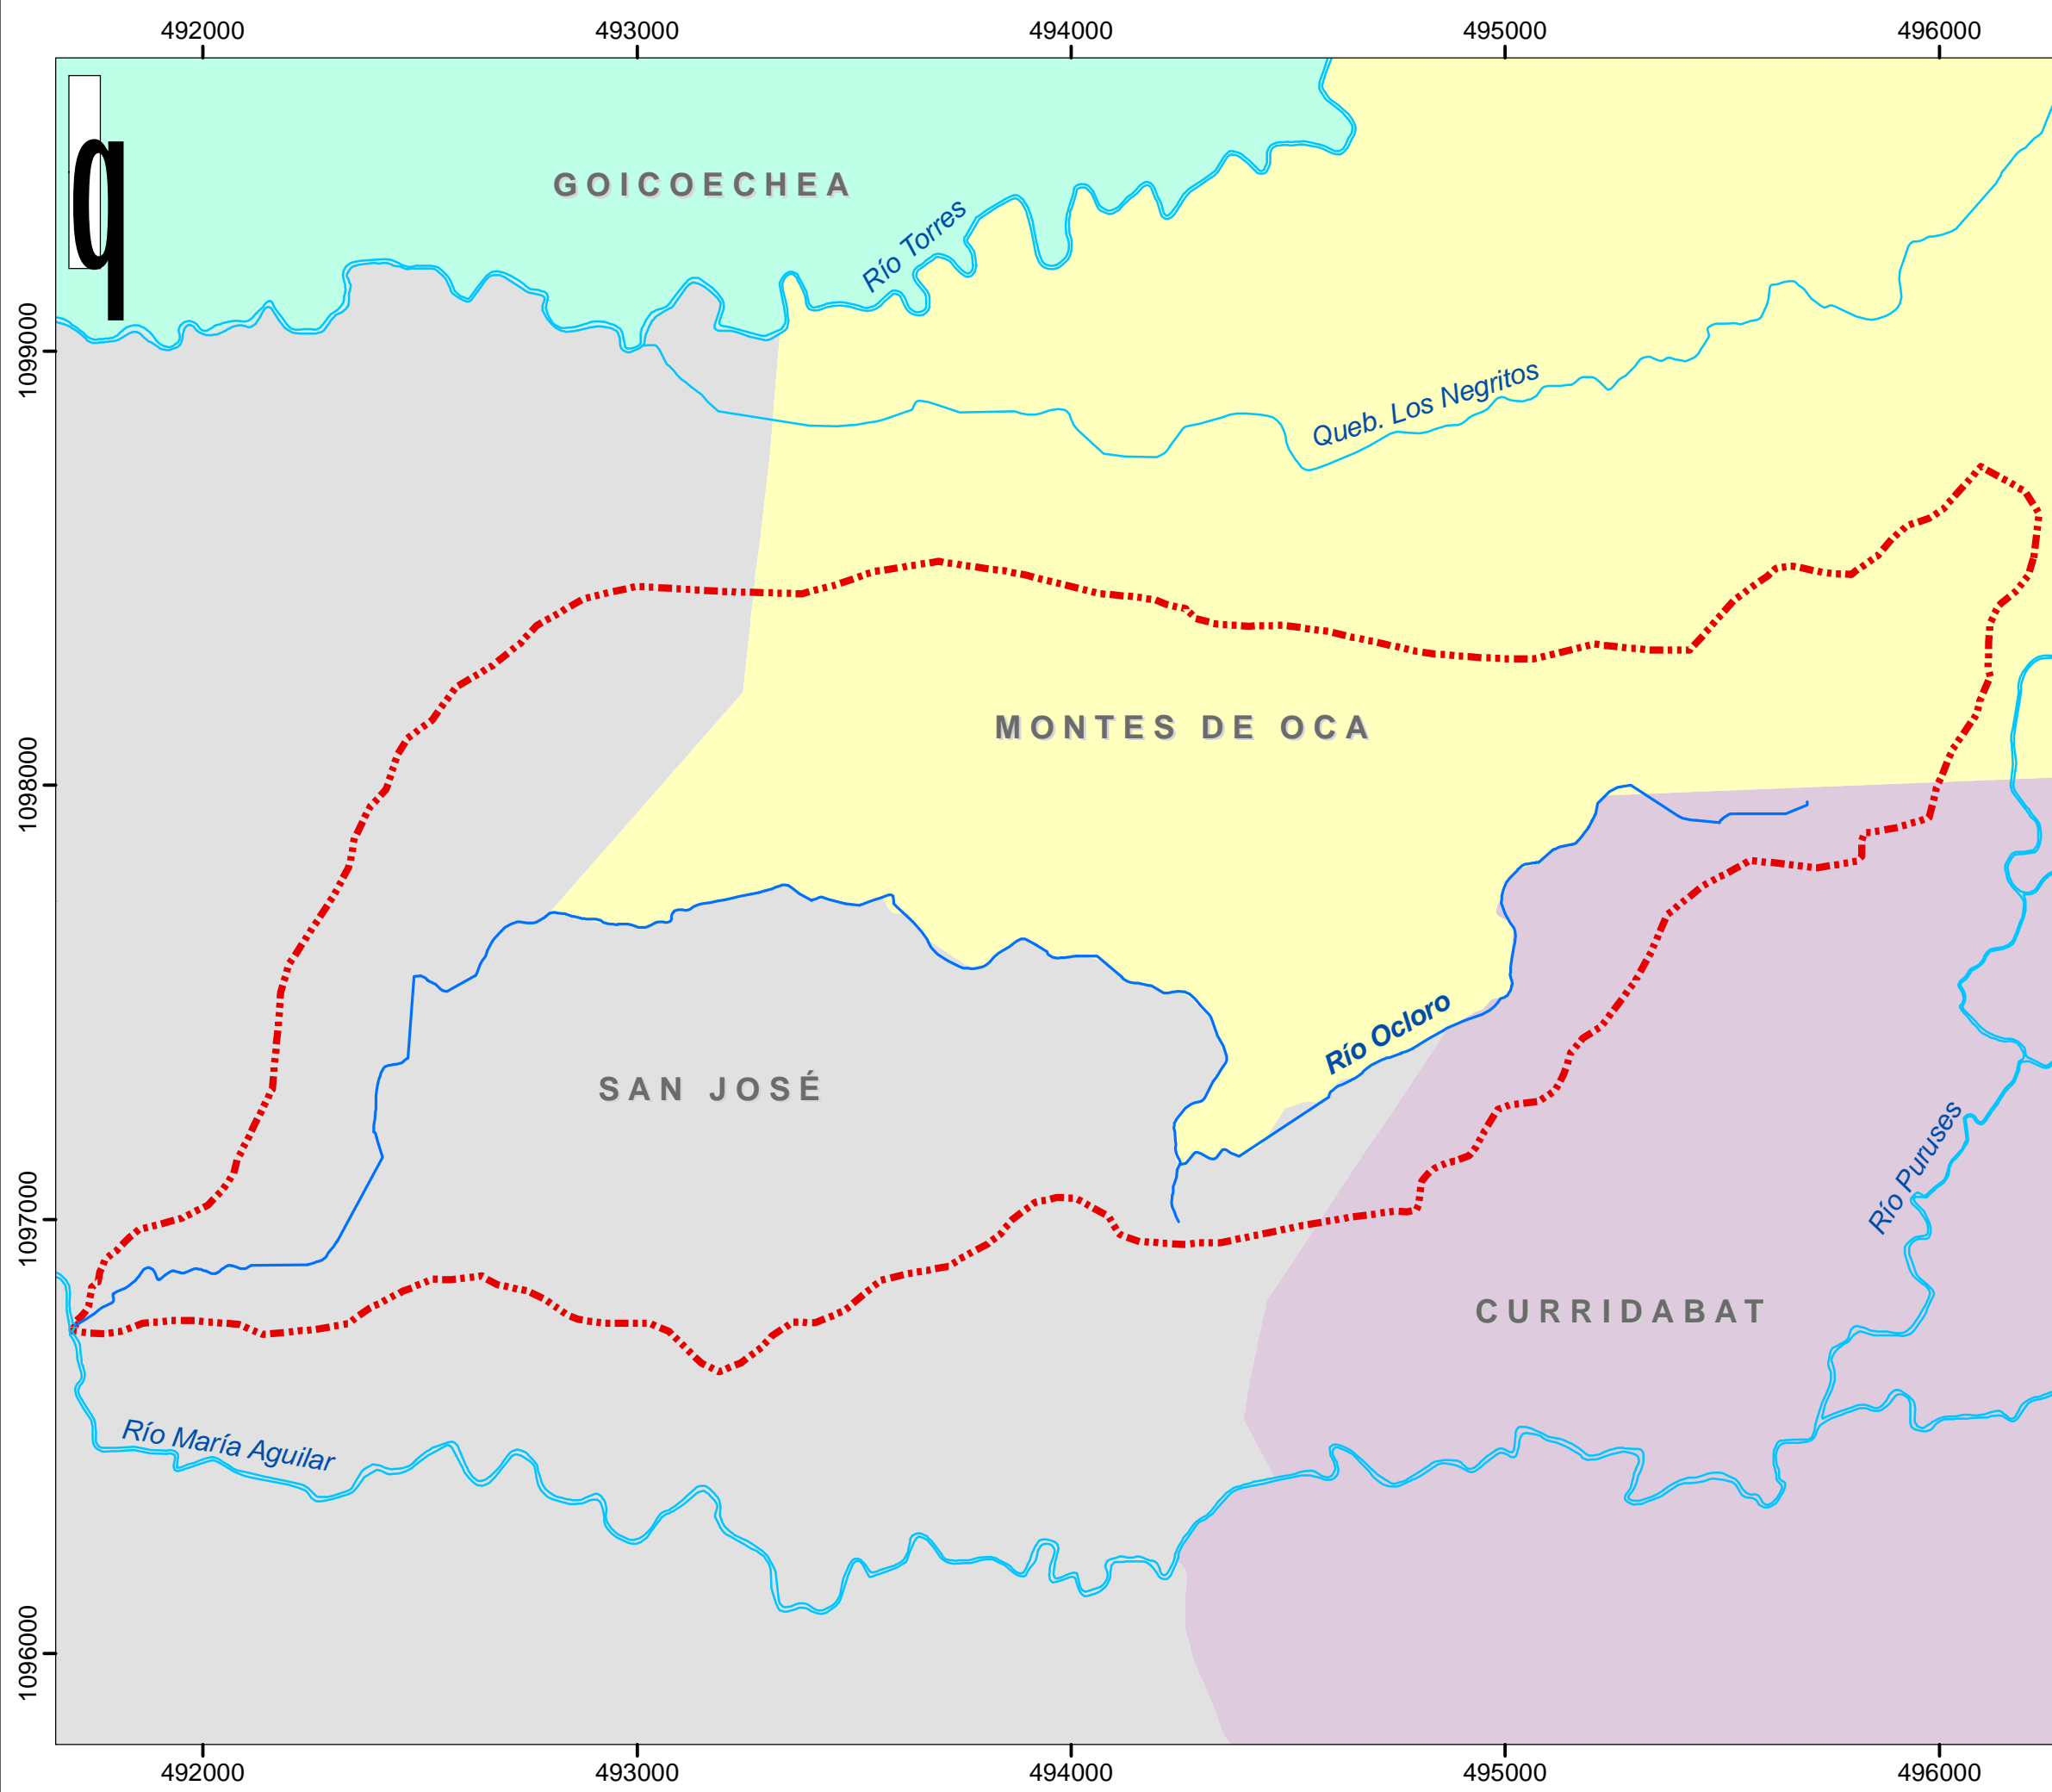 492000 493000 494000 495000 496000
q
GOICOECHEA
Río Torres
1099000
Queb. Los Negritos
MONTES DE OCA
1098000
Río Ocloro
SAN JOSÉ
Río Puruses
1097000
CURRIDABAT
Río María Aguilar
1096000
492000 493000 494000 495000 496000